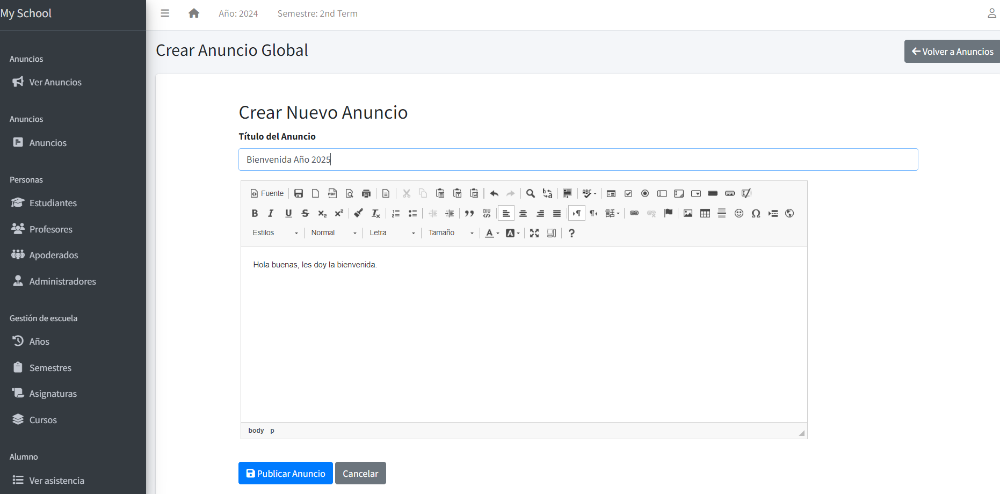 My School
Año: 2024 Semestre: 2nd Term
Crear Anuncio Global
Volver a Anuncios
Anuncios
Ver Anuncios
Anuncios
Anuncios
Personas
Estudiantes
Profesores
Apoderados
Administradores
Gestión de escuela
Años
Semestres
Asignaturas
Cursos
Alumno
Ver asistencia
Crear Nuevo Anuncio
Título del Anuncio
Bienvenida Año 2025
Fuente
Estilos Normal Letra Tamaño
Hola buenas, les doy la bienvenida.
body p
Publicar Anuncio Cancelar